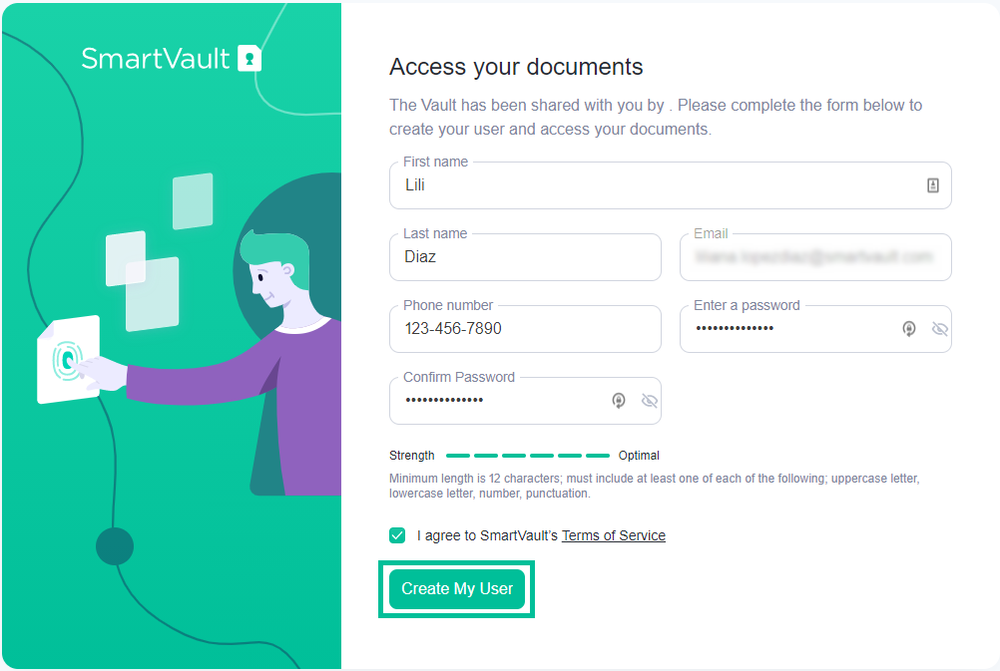 SmartVault
Access your documents
The Vault has been shared with you by . Please complete the form below to
create your user and access your documents.
First name
Lili
Last name
Diaz
Email
Phone number
123-456-7890
Enter a password
••••••••••••••
Confirm Password
••••••••••••••
Strength
Optimal
Minimum length is 12 characters; must include at least one of each of the following; uppercase letter,
lowercase letter, number, punctuation.
I agree to SmartVault’s Terms of Service
Create My User